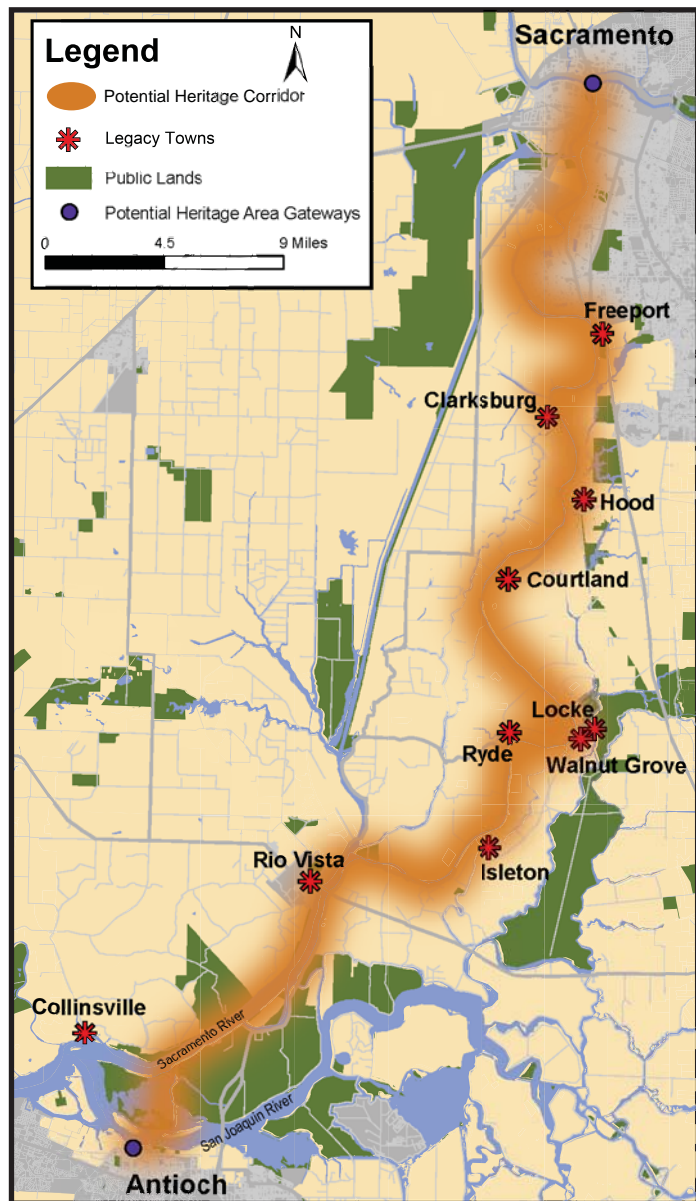 Legend
N
Potential Heritage Corridor
Legacy Towns
Public Lands
Potential Heritage Area Gateways
0 4.5 9 Miles
Sacramento
Freeport
Clarksburg
Hood
Courtland
Locke
Ryde
Walnut Grove
Rio Vista
Isleton
Collinsville
Sacramento River
San Joaquin River
Antioch